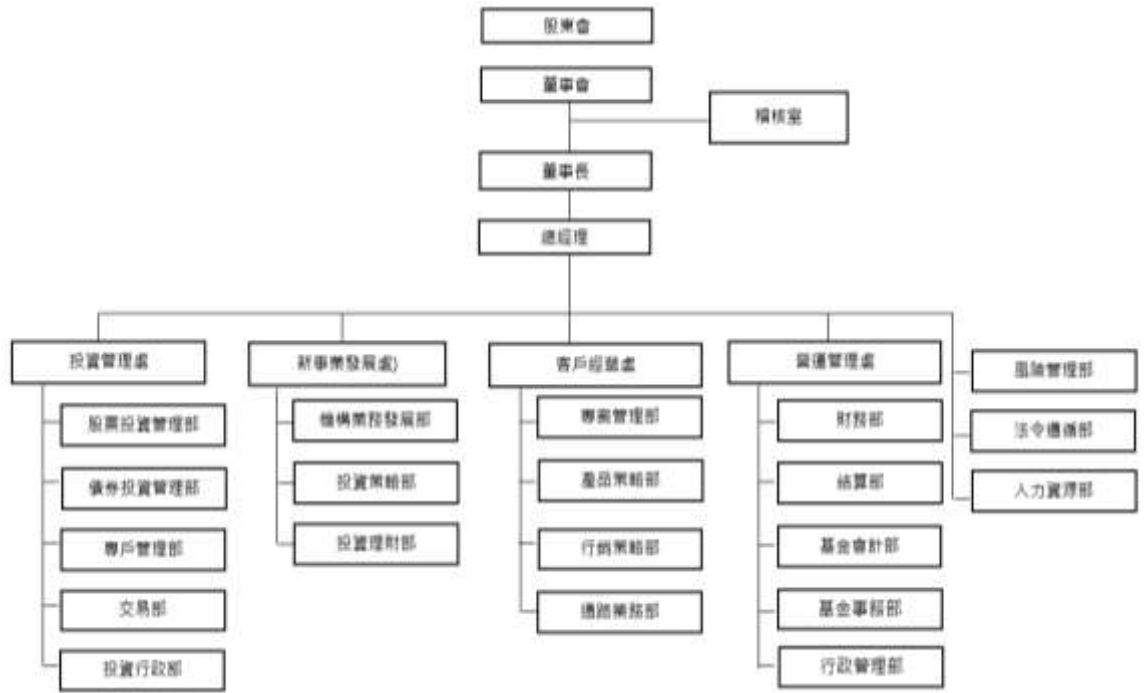 股東會
董事會
稽核室
董事長
總經理
投資管理處
股票投資管理部
債券投資管理部
專戶管理部
交易部
投資行政部
新事業發展處)
機構業務發展部
投資策略部
投資理財部
客戶經營處
專案管理部
產品策略部
行銷策略部
通路業務部
營運管理處
財務部
結算部
基金會計部
基金事務部
行政管理部
風險管理部
法令遵循部
人力資源部